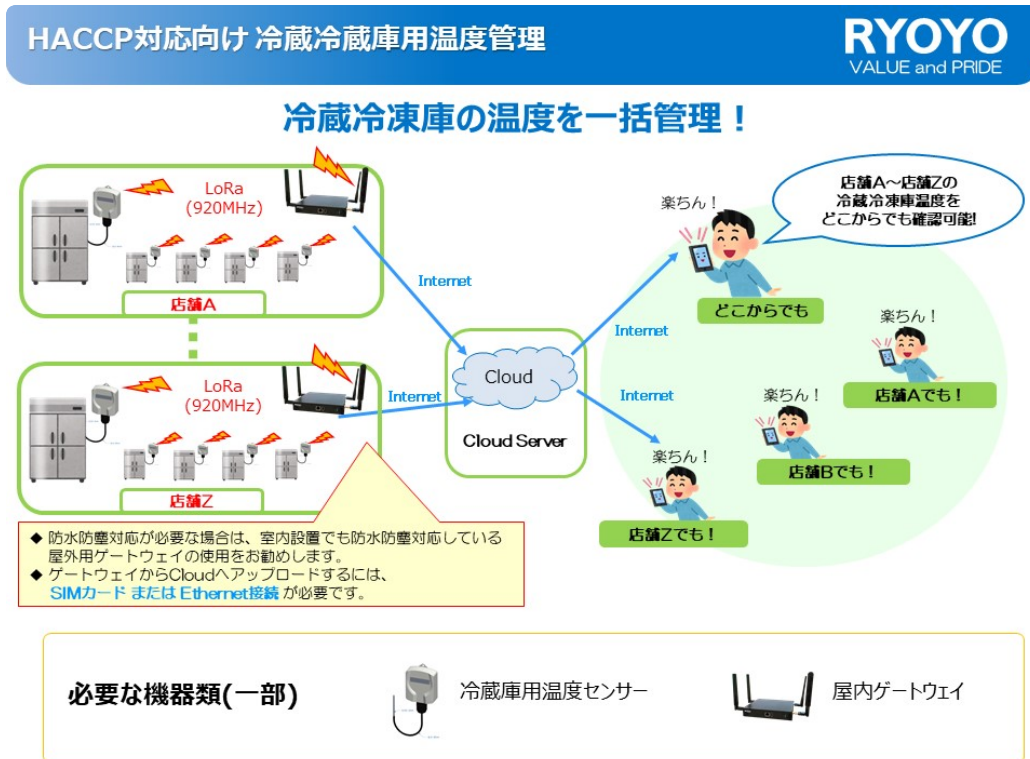 HACCP対応向け 冷蔵冷蔵庫用温度管理
RYOYO
VALUE and PRIDE
冷蔵冷凍庫の温度を一括管理！
LoRa
(920MHz)
店舗A
LoRa
(920MHz)
店舗Z
Internet
Internet
Cloud
Cloud Server
Internet
Internet
店舗A～店舗Zの
冷蔵冷凍庫温度を
どこからでも確認可能!
楽ちん！
どこからでも
楽ちん！
店舗Aでも！
楽ちん！
店舗Bでも！
楽ちん！
店舗Zでも！
◆ 防水防塵対応が必要な場合は、室内設置でも防水防塵対応している
屋外用ゲートウェイの使用をお勧めします。
◆ ゲートウェイからCloudへアップロードするには、
SIMカード または Ethernet接続 が必要です。
必要な機器類(一部)
冷蔵庫用温度センサー
屋内ゲートウェイ